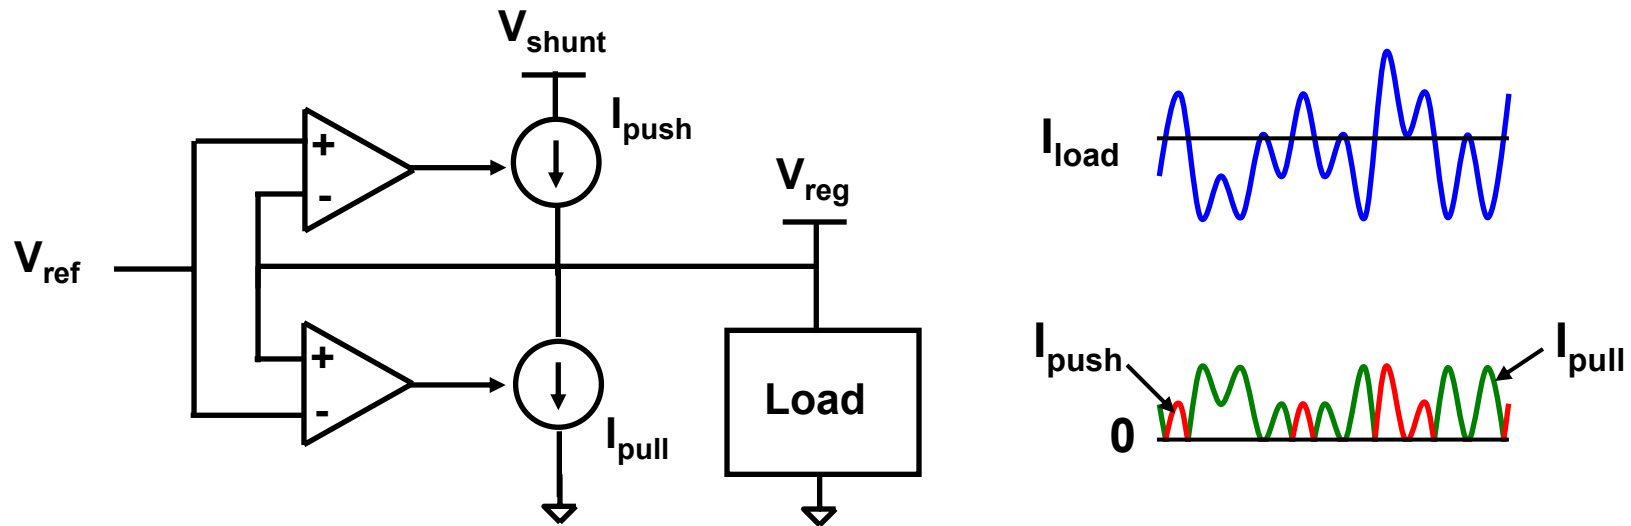 V_shunt
I_push
+
-
V_reg
V_ref
+
-
I_pull
Load
I_load
I_push
I_pull
0